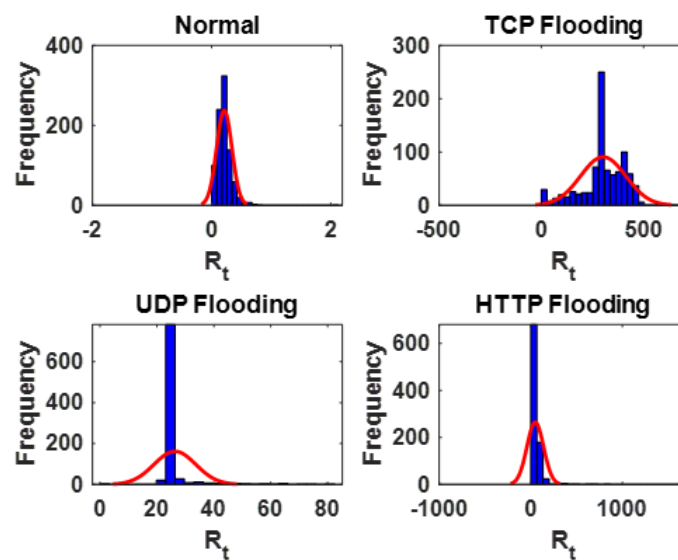 Normal
Frequency
400
200
0
-2 0 2
R_t
TCP Flooding
Frequency
300
200
100
0
-500 0 500
R_t
UDP Flooding
Frequency
600
400
200
0
0 20 40 60 80
R_t
HTTP Flooding
Frequency
600
400
200
0
-1000 0 1000
R_t